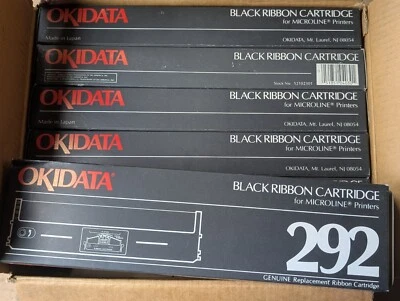 OKIDATA
BLACK RIBBON CARTRIDGE
for MICROLINE® Printers
Made in Japan
OKIDATA, Mt. Laurel, NJ 08054
OKIDATA
BLACK RIBBON CARTRIDGE
for MICROLINE® Printers
OKIDATA
BLACK RIBBON CARTRIDGE
for MICROLINE® Printers
Made in Japan
OKIDATA, Mt. Laurel, NJ 08054
OKIDATA
BLACK RIBBON CARTRIDGE
for MICROLINE® Printers
OKIDATA, Mt. Laurel, NJ 08054
OKIDATA®
BLACK RIBBON CARTRIDGE
for MICROLINE® Printers
292
GENUINE Replacement Ribbon Cartridge